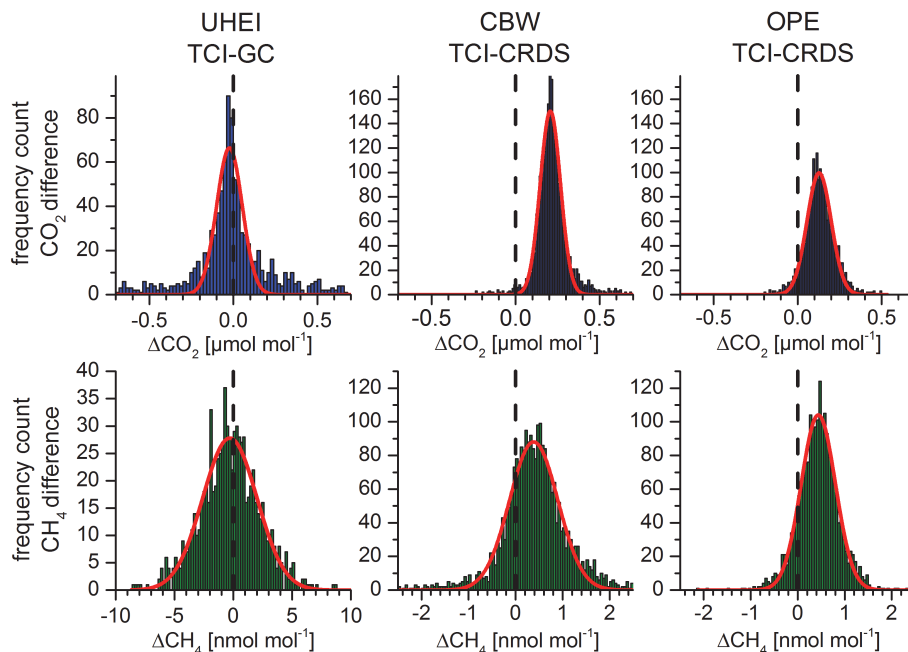 UHEI
TCI-GC
CBW
TCI-CRDS
OPE
TCI-CRDS
frequency count
CO₂ difference
80
60
40
20
0
160
140
120
100
80
60
40
20
0
160
140
120
100
80
60
40
20
0
-0.5 0.0 0.5
-0.5 0.0 0.5
-0.5 0.0 0.5
ΔCO₂ [µmol mol⁻¹]
ΔCO₂ [µmol mol⁻¹]
ΔCO₂ [µmol mol⁻¹]
frequency count
CH₄ difference
40
35
30
25
20
15
10
5
0
120
100
80
60
40
20
0
120
100
80
60
40
20
0
-10 -5 0 5 10
-2 -1 0 1 2
-2 -1 0 1 2
ΔCH₄ [nmol mol⁻¹]
ΔCH₄ [nmol mol⁻¹]
ΔCH₄ [nmol mol⁻¹]